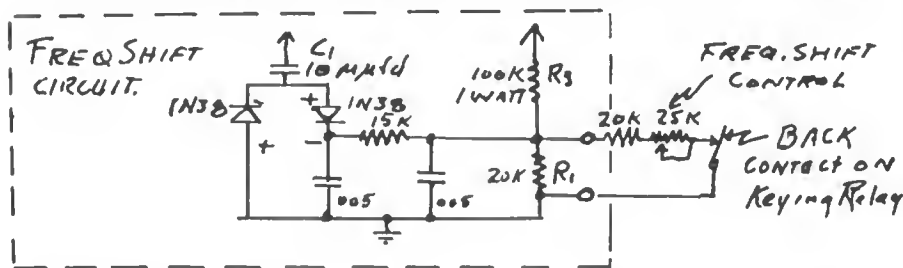 FREQ SHIFT
CIRCUIT.
C1
10 µµfd
1N38
+
+
1N38
-
15K
.005
.005
100K
1 WATT
R3
20K
R1
FREQ. SHIFT
CONTROL
20K
25K
BACK
CONTACT ON
Keying Relay